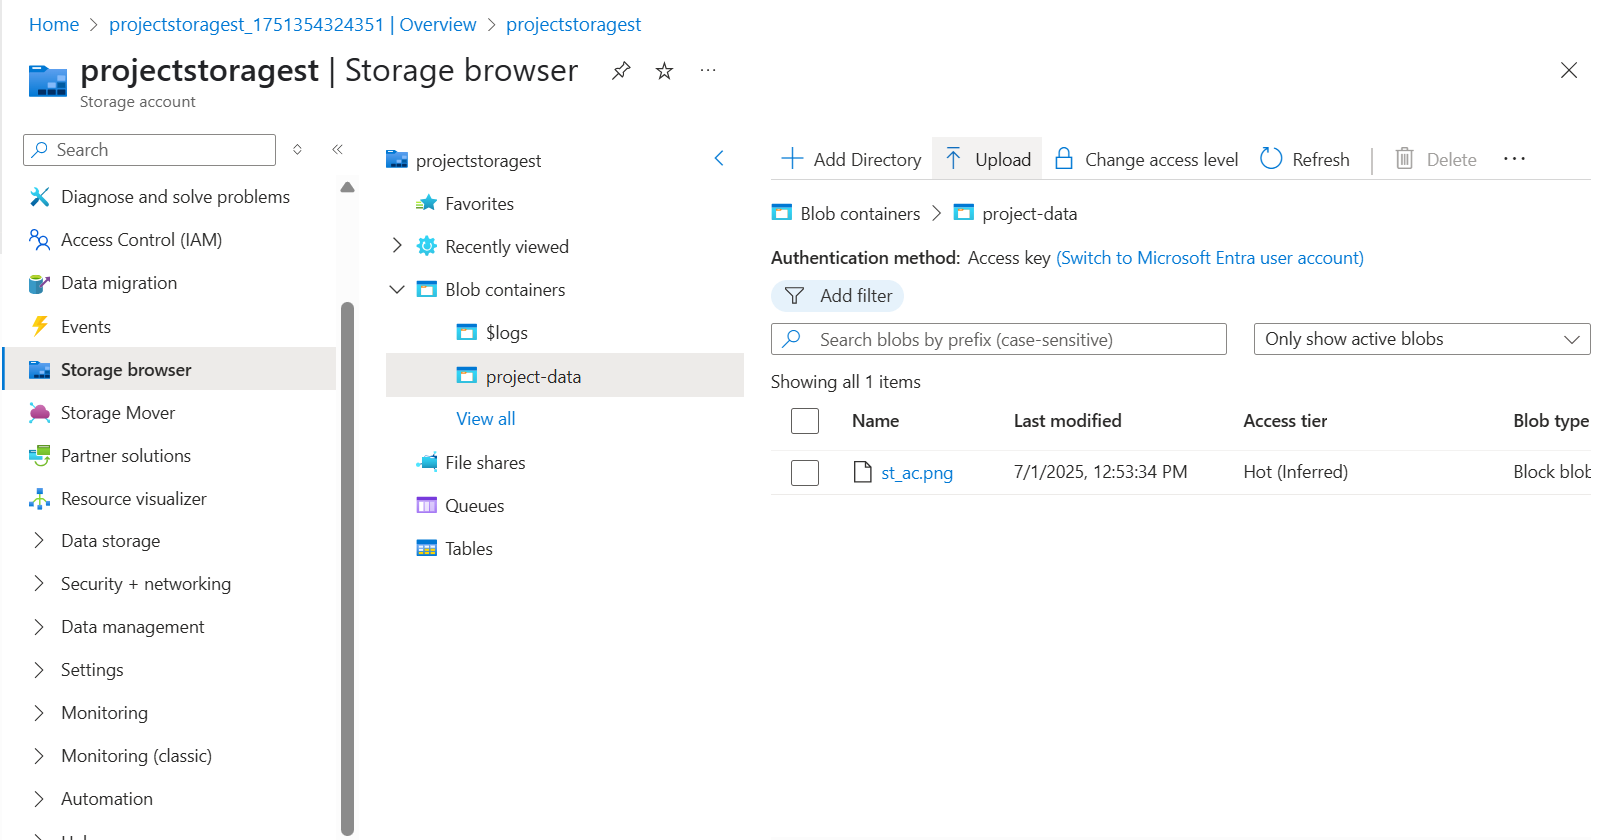 Home > projectstoragest_1751354324351 | Overview > projectstoragest
projectstoragest | Storage browser
Storage account
Search
Diagnose and solve problems
Access Control (IAM)
Data migration
Events
Storage browser
Storage Mover
Partner solutions
Resource visualizer
Data storage
Security + networking
Data management
Settings
Monitoring
Monitoring (classic)
Automation
projectstoragest
Favorites
Recently viewed
Blob containers
$logs
project-data
View all
File shares
Queues
Tables
Add Directory Upload Change access level Refresh Delete
Blob containers > project-data
Authentication method: Access key (Switch to Microsoft Entra user account)
Add filter
Search blobs by prefix (case-sensitive) Only show active blobs
Showing all 1 items
Name Last modified Access tier Blob type
st_ac.png 7/1/2025, 12:53:34 PM Hot (Inferred) Block blob